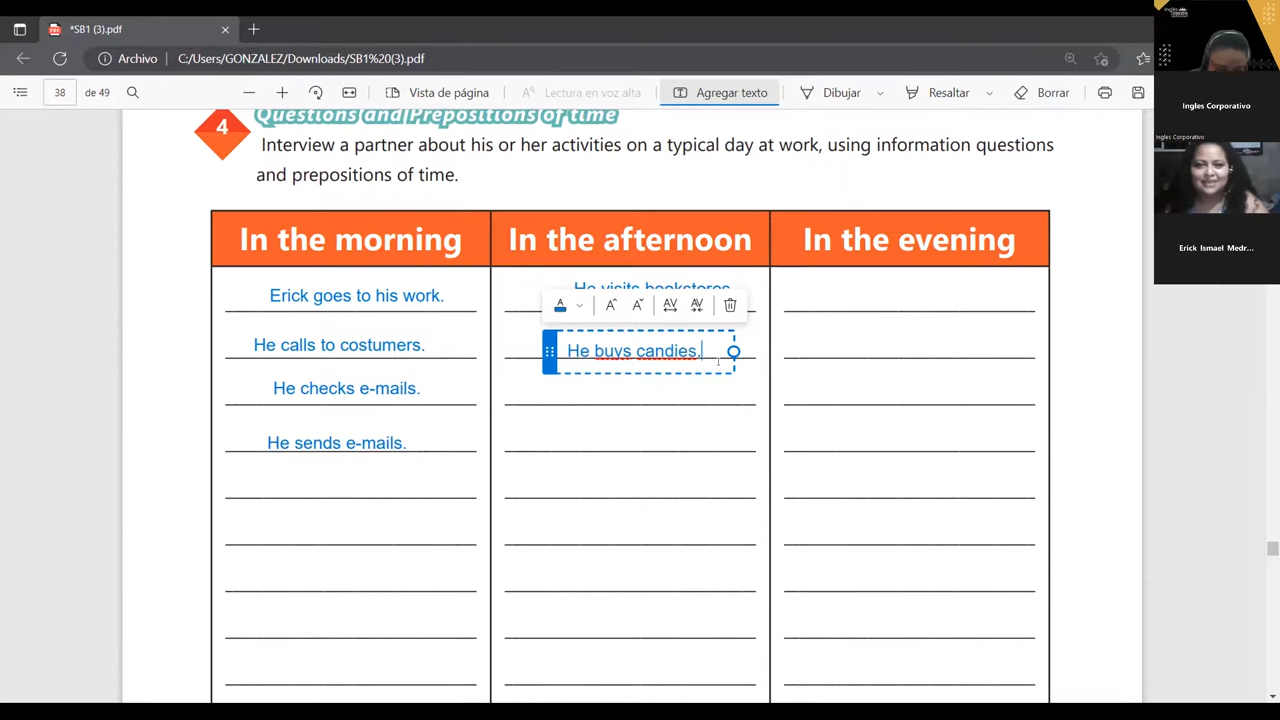 *SB1 (3).pdf
Archivo
C:/Users/GONZALEZ/Downloads/SB1%20(3).pdf
38 de 49
Vista de página
Lectura en voz alta
Agregar texto
Dibujar
Resaltar
Borrar
4
Questions and Prepositions of time
Interview a partner about his or her activities on a typical day at work, using information questions
and prepositions of time.
In the morning
In the afternoon
In the evening
Erick goes to his work.
He calls to costumers.
He checks e-mails.
He sends e-mails.
He visits bookstores
He buys candies.
Ingles Corporativo
Ingles Corporativo
Erick Ismael Medr...